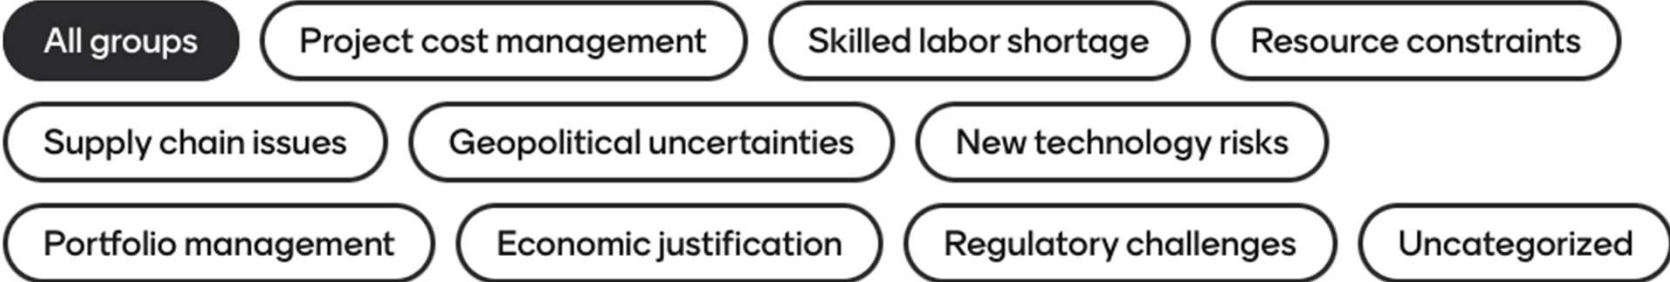 All groups Project cost management Skilled labor shortage Resource constraints
Supply chain issues Geopolitical uncertainties New technology risks
Portfolio management Economic justification Regulatory challenges Uncategorized